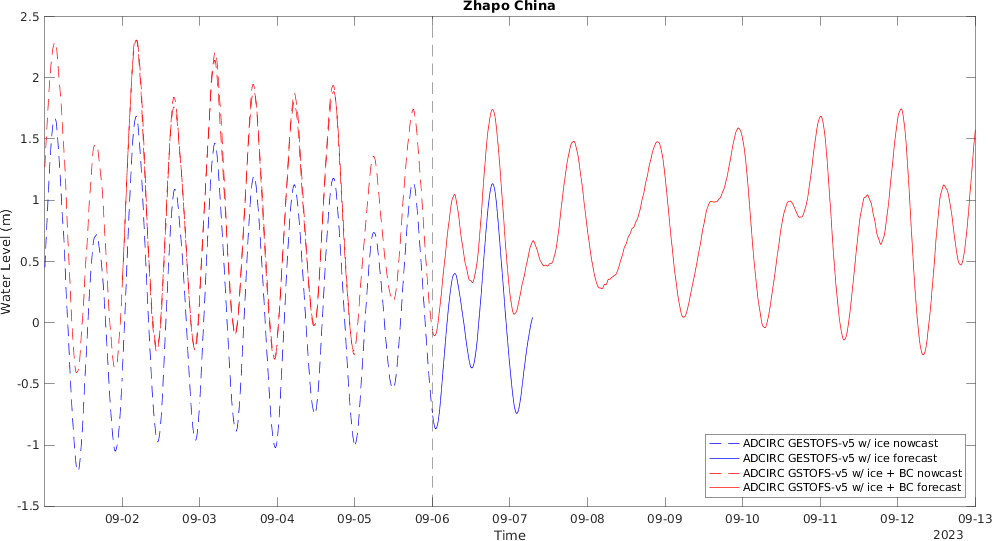 Zhapo China
2.5
2
1.5
1
0.5
0
-0.5
-1
-1.5
Water Level (m)
09-02 09-03 09-04 09-05 09-06 09-07 09-08 09-09 09-10 09-11 09-12 09-13
Time
2023
ADCIRC GESTOFS-v5 w/ ice nowcast
ADCIRC GESTOFS-v5 w/ ice forecast
ADCIRC GSTOFS-v5 w/ ice + BC nowcast
ADCIRC GSTOFS-v5 w/ ice + BC forecast